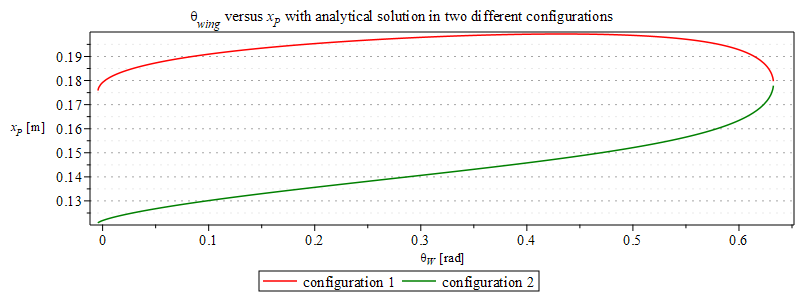 θwing versus xP with analytical solution in two different configurations
0.19
0.18
0.17
0.16
xP [m]
0.15
0.14
0.13
0 0.1 0.2 0.3 0.4 0.5 0.6
θW [rad]
configuration 1 configuration 2